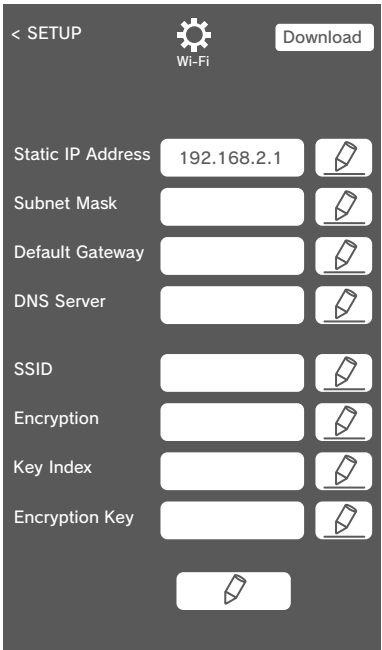 < SETUP
Wi-Fi
Download
Static IP Address 192.168.2.1
Subnet Mask
Default Gateway
DNS Server
SSID
Encryption
Key Index
Encryption Key